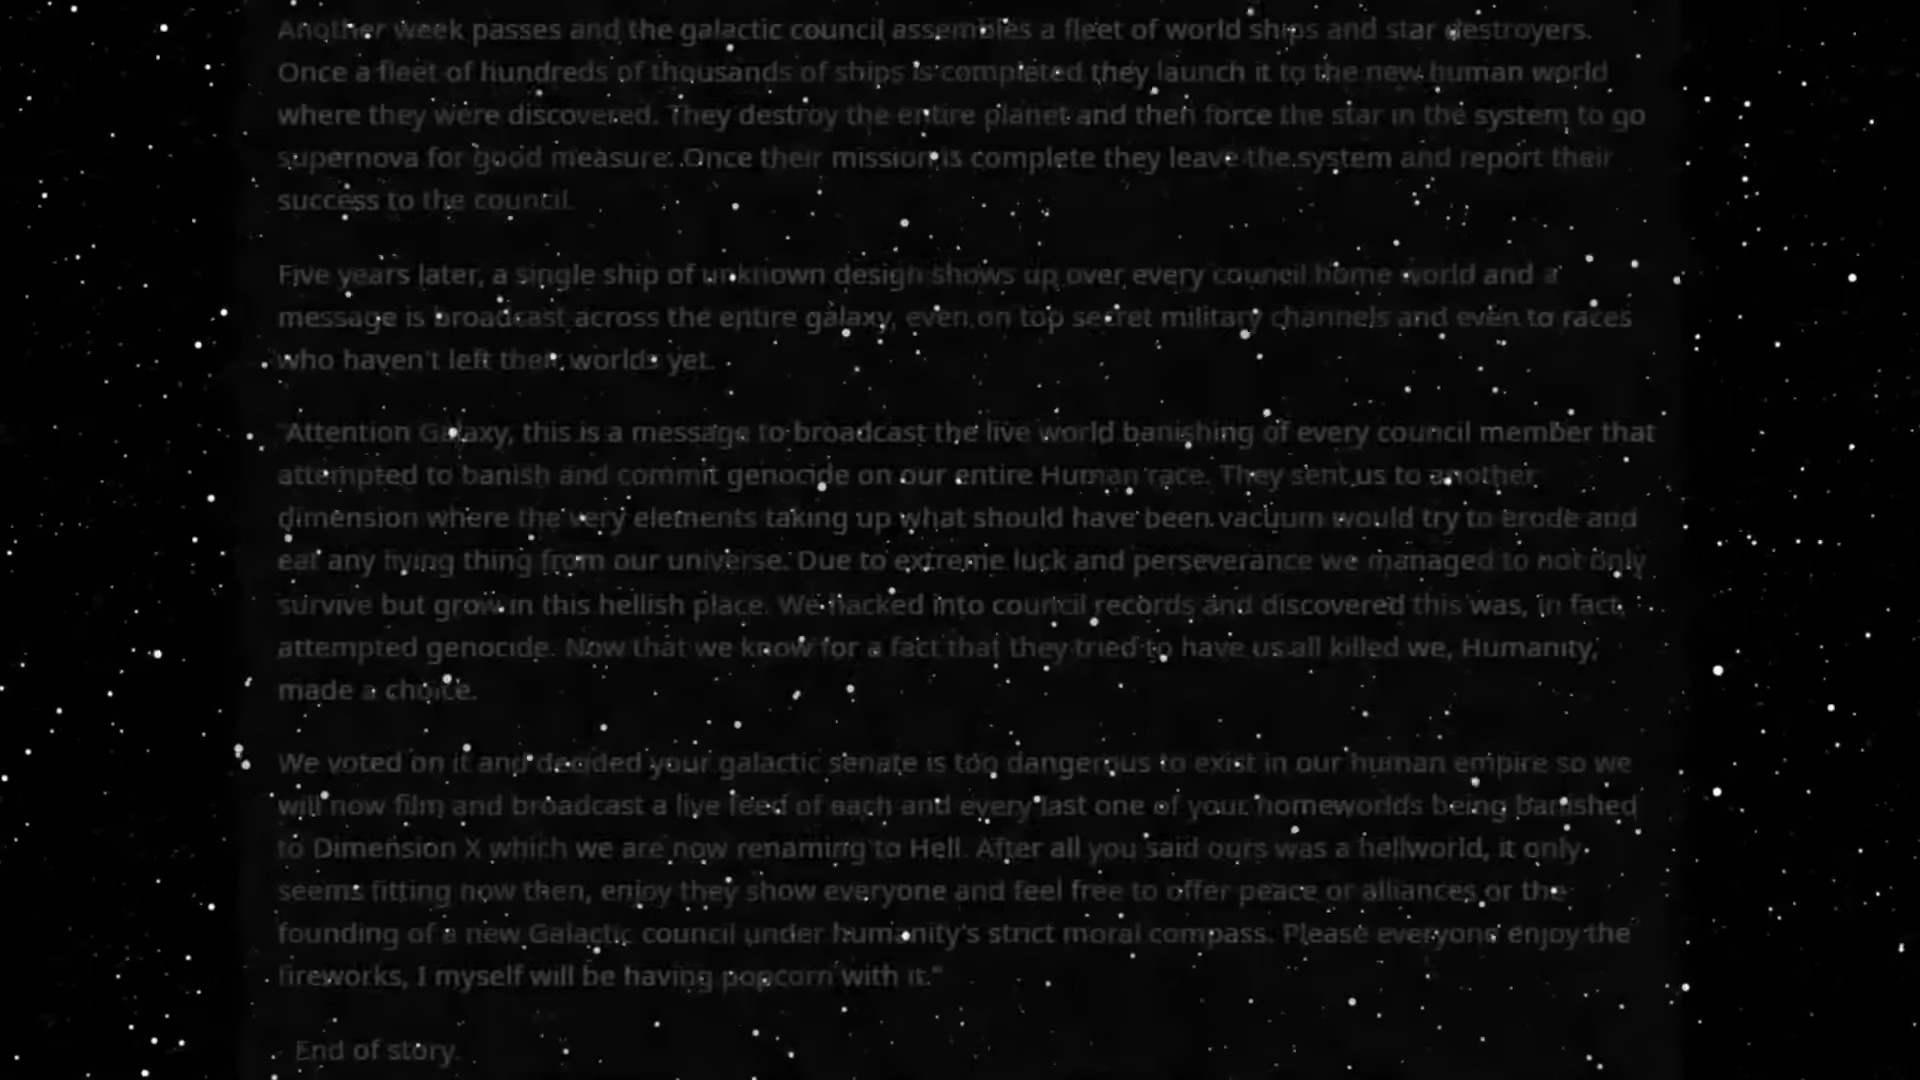 Another week passes and the galactic council assembles a fleet of world ships and star destroyers.
Once a fleet of hundreds of thousands of ships is completed they launch it to the new human world
where they were discovered. They destroy the entire planet and then force the star in the system to go
supernova for good measure. Once their mission is complete they leave the system and report their
success to the council.
Five years later, a single ship of unknown design shows up over every council home world and a
message is broadcast across the entire galaxy, even on top secret military channels and even to races
who haven't left their worlds yet.
"Attention Galaxy, this is a message to broadcast the live world banishing of every council member that
attempted to banish and commit genocide on our entire Human race. They sent us to another
dimension where the very elements taking up what should have been vacuum would try to erode and
eat any living thing from our universe. Due to extreme luck and perseverance we managed to not only
survive but grow in this hellish place. We hacked into council records and discovered this was, in fact,
attempted genocide. Now that we know for a fact that they tried to have us all killed we, Humanity,
made a choice.
We voted on it and decided your galactic senate is too dangerous to exist in our human empire so we
will now film and broadcast a live feed of each and every last one of your homeworlds being banished
to Dimension X which we are now renaming to Hell. After all you said ours was a hellworld, it only
seems fitting now then, enjoy they show everyone and feel free to offer peace or alliances or the
founding of a new Galactic council under humanity's strict moral compass. Please everyone enjoy the
fireworks, I myself will be having popcorn with it."
End of story.